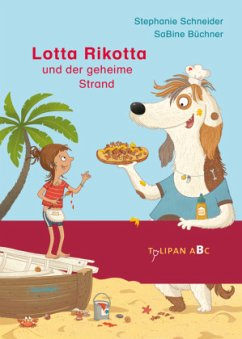 Stephanie Schneider
SaBine Büchner
Lotta Rikotta
und der geheime
Strand
TULIPAN ABC